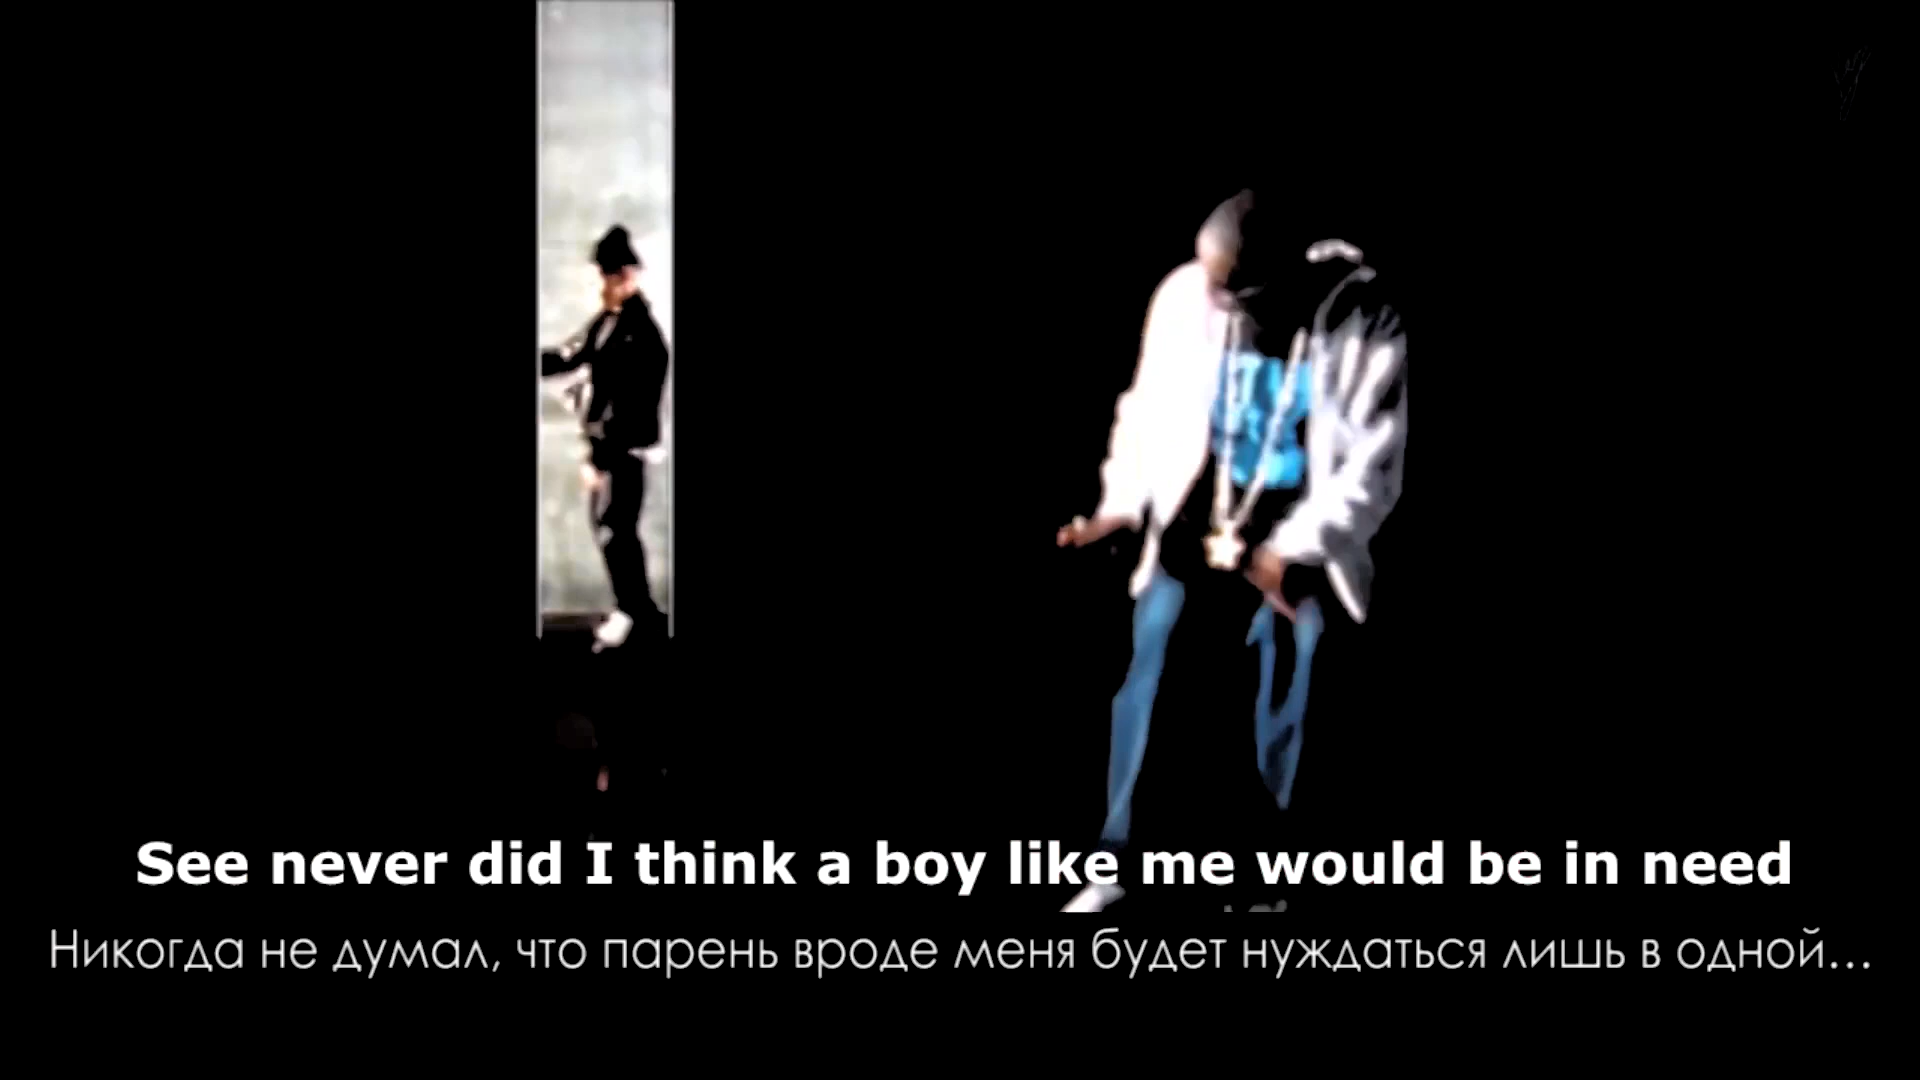 See never did I think a boy like me would be in need
Никогда не думал, что парень вроде меня будет нуждаться лишь в одной...